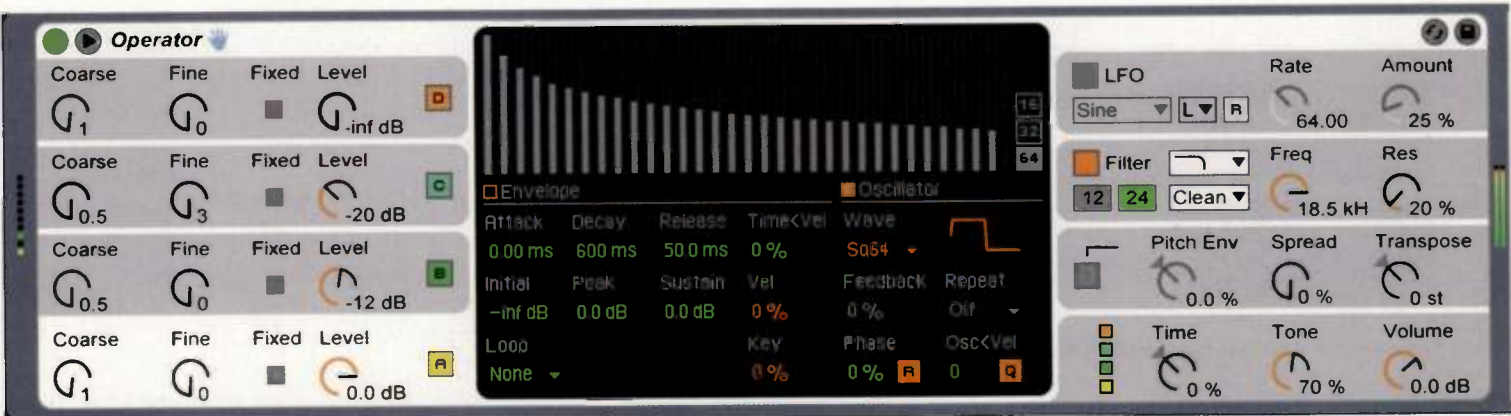 Operator
Coarse Fine Fixed Level
1 0 -inf dB D
Coarse Fine Fixed Level
0.5 3 -20 dB C
Coarse Fine Fixed Level
0.5 0 -12 dB B
Coarse Fine Fixed Level
1 0 0.0 dB A
16
32
64
Envelope Oscillator
Attack Decay Release Time<Vel Wave
0.00 ms 600 ms 50.0 ms 0 % Sq64
Initial Peak Sustain Vel Feedback Repeat
-inf dB 0.0 dB 0.0 dB 0 % 0 % Off
Loop Key Phase Osc<Vel
None 0 % 0 % R 0 Q
LFO Rate Amount
Sine L R 64.00 25 %
Filter Freq Res
12 24 Clean 18.5 kH 20 %
Pitch Env Spread Transpose
0.0 % 0 % 0 st
Time Tone Volume
0 % 70 % 0.0 dB